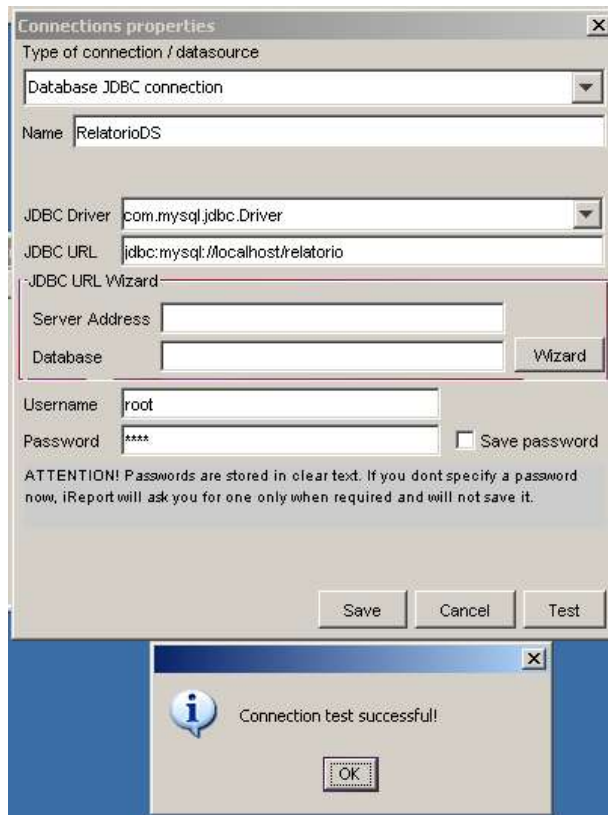 Connections properties
Type of connection / datasource
Database JDBC connection
Name RelatorioDS
JDBC Driver com.mysql.jdbc.Driver
JDBC URL jdbc:mysql://localhost/relatorio
JDBC URL Wizard
Server Address
Database Wizard
Username root
Password **** Save password
ATTENTION! Passwords are stored in clear text. If you dont specify a password
now, iReport will ask you for one only when required and will not save it.
Save Cancel Test
Connection test successful!
OK